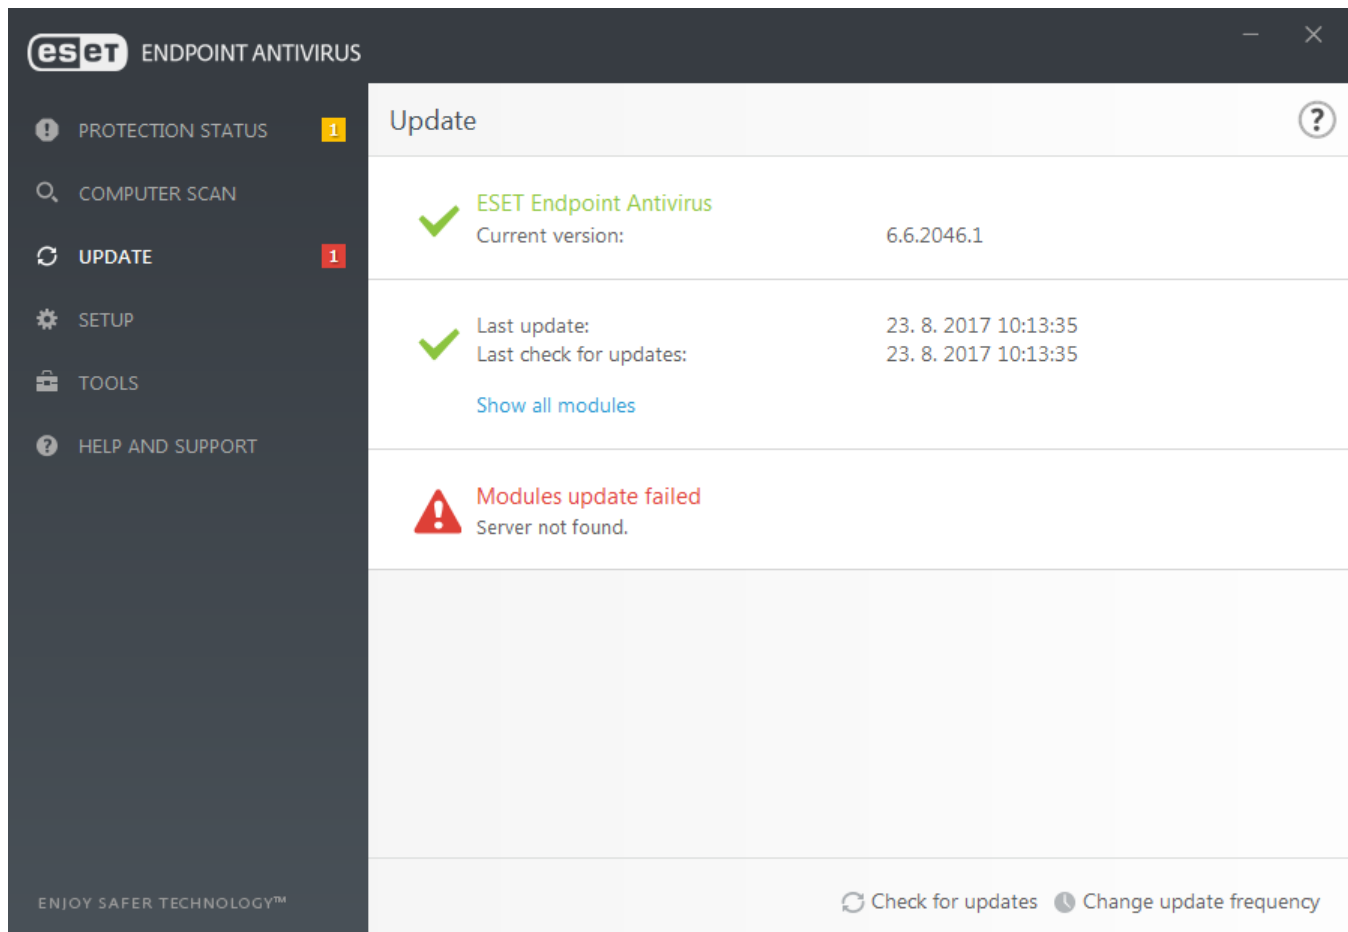 eset ENDPOINT ANTIVIRUS
PROTECTION STATUS 1
COMPUTER SCAN
UPDATE 1
SETUP
TOOLS
HELP AND SUPPORT
ENJOY SAFER TECHNOLOGY™
Update
?
ESET Endpoint Antivirus
Current version: 6.6.2046.1
Last update: 23. 8. 2017 10:13:35
Last check for updates: 23. 8. 2017 10:13:35
Show all modules
Modules update failed
Server not found.
Check for updates Change update frequency